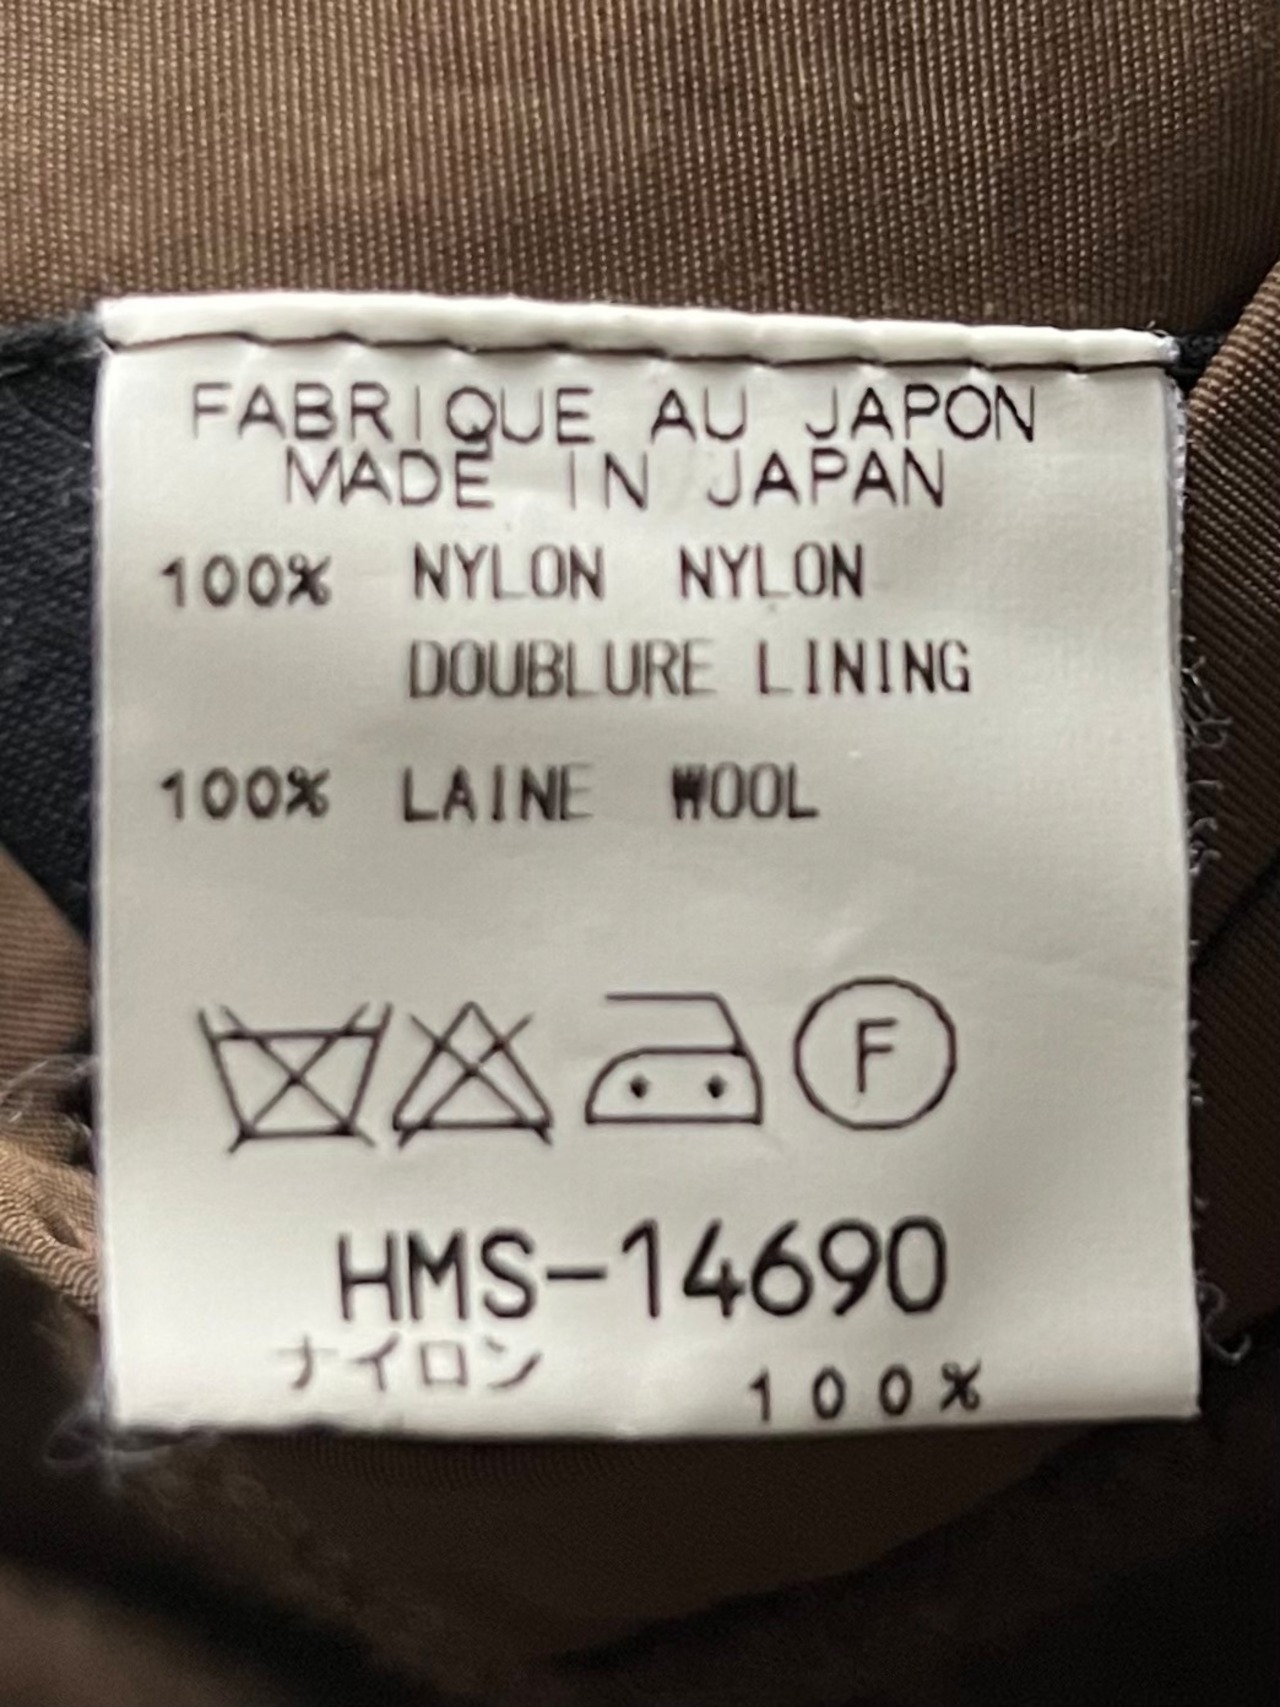 FABRIQUE AU JAPON
MADE IN JAPAN
100% NYLON NYLON
DOUBLURE LINING
100% LAINE WOOL
F
HMS-14690
ナイロン 100%